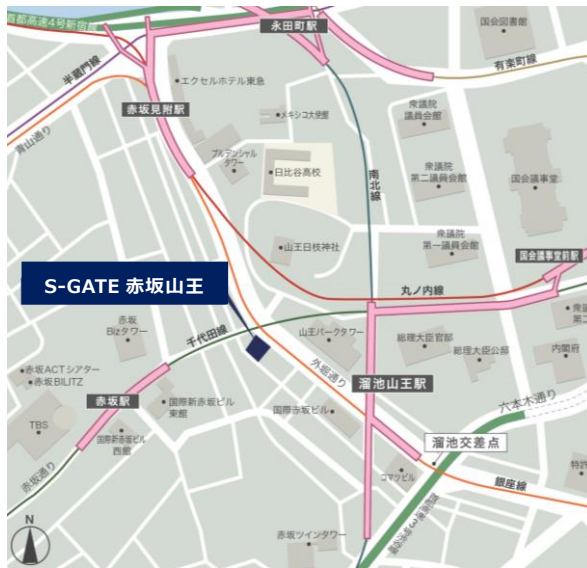 首都高速4号新宿線
永田町駅
国会図書館
半蔵門線
有楽町線
エクセルホテル東急
赤坂見附駅
青山通り
メキシコ大使館
衆議院
議員会館
プルデンシャル
タワー
日比谷高校
南北線
衆議院
第二議員会館
国会議事堂
山王日枝神社
衆議院
第一議員会館
国会議事堂前駅
S-GATE 赤坂山王
丸ノ内線
赤坂
Bizタワー
千代田線
山王パークタワー
総理大臣官邸
総理大臣公邸
内閣府
赤坂ACTシアター
赤坂BILITZ
外堀通り
溜池山王駅
赤坂駅
国際新赤坂ビル
東館
国際赤坂ビル
六本木通り
TBS
国際新赤坂ビル
西館
溜池交差点
赤坂通り
コマツビル
銀座線
特許
N
赤坂ツインタワー